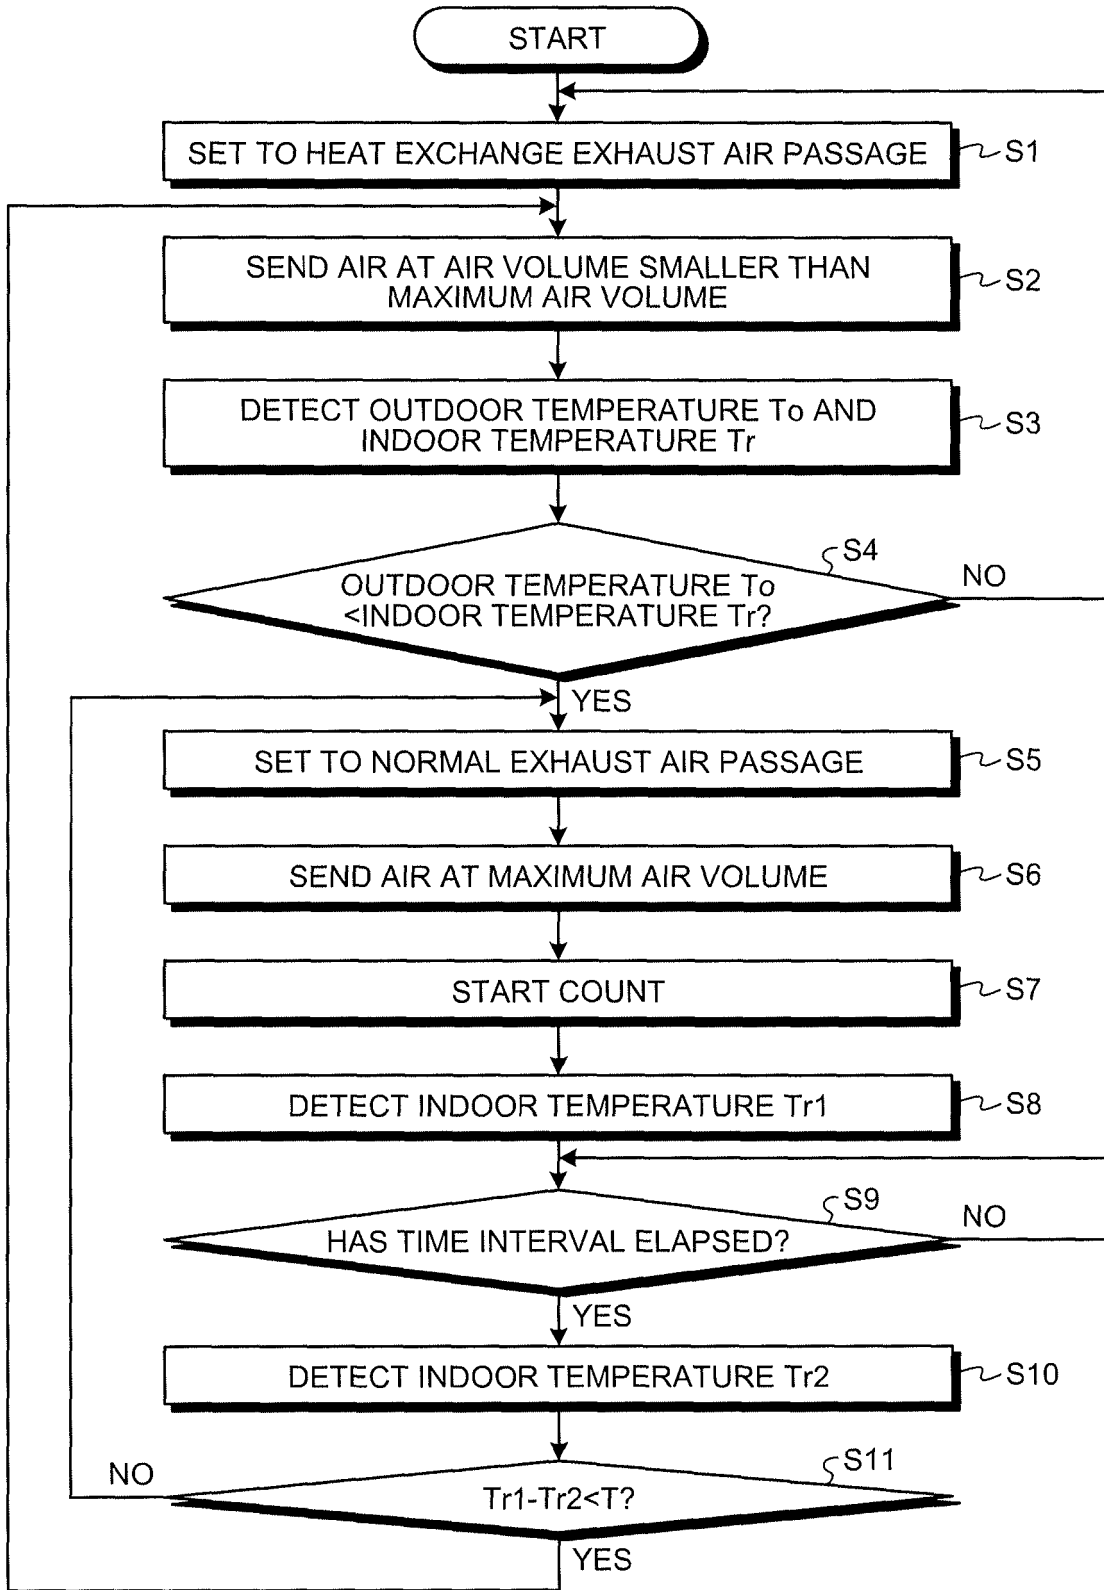 START
SET TO HEAT EXCHANGE EXHAUST AIR PASSAGE
S1
SEND AIR AT AIR VOLUME SMALLER THAN
MAXIMUM AIR VOLUME
S2
DETECT OUTDOOR TEMPERATURE To AND
INDOOR TEMPERATURE Tr
S3
S4
OUTDOOR TEMPERATURE To
<INDOOR TEMPERATURE Tr?
NO
YES
SET TO NORMAL EXHAUST AIR PASSAGE
S5
SEND AIR AT MAXIMUM AIR VOLUME
S6
START COUNT
S7
DETECT INDOOR TEMPERATURE Tr1
S8
S9
HAS TIME INTERVAL ELAPSED?
NO
YES
DETECT INDOOR TEMPERATURE Tr2
S10
S11
Tr1-Tr2<T?
NO
YES